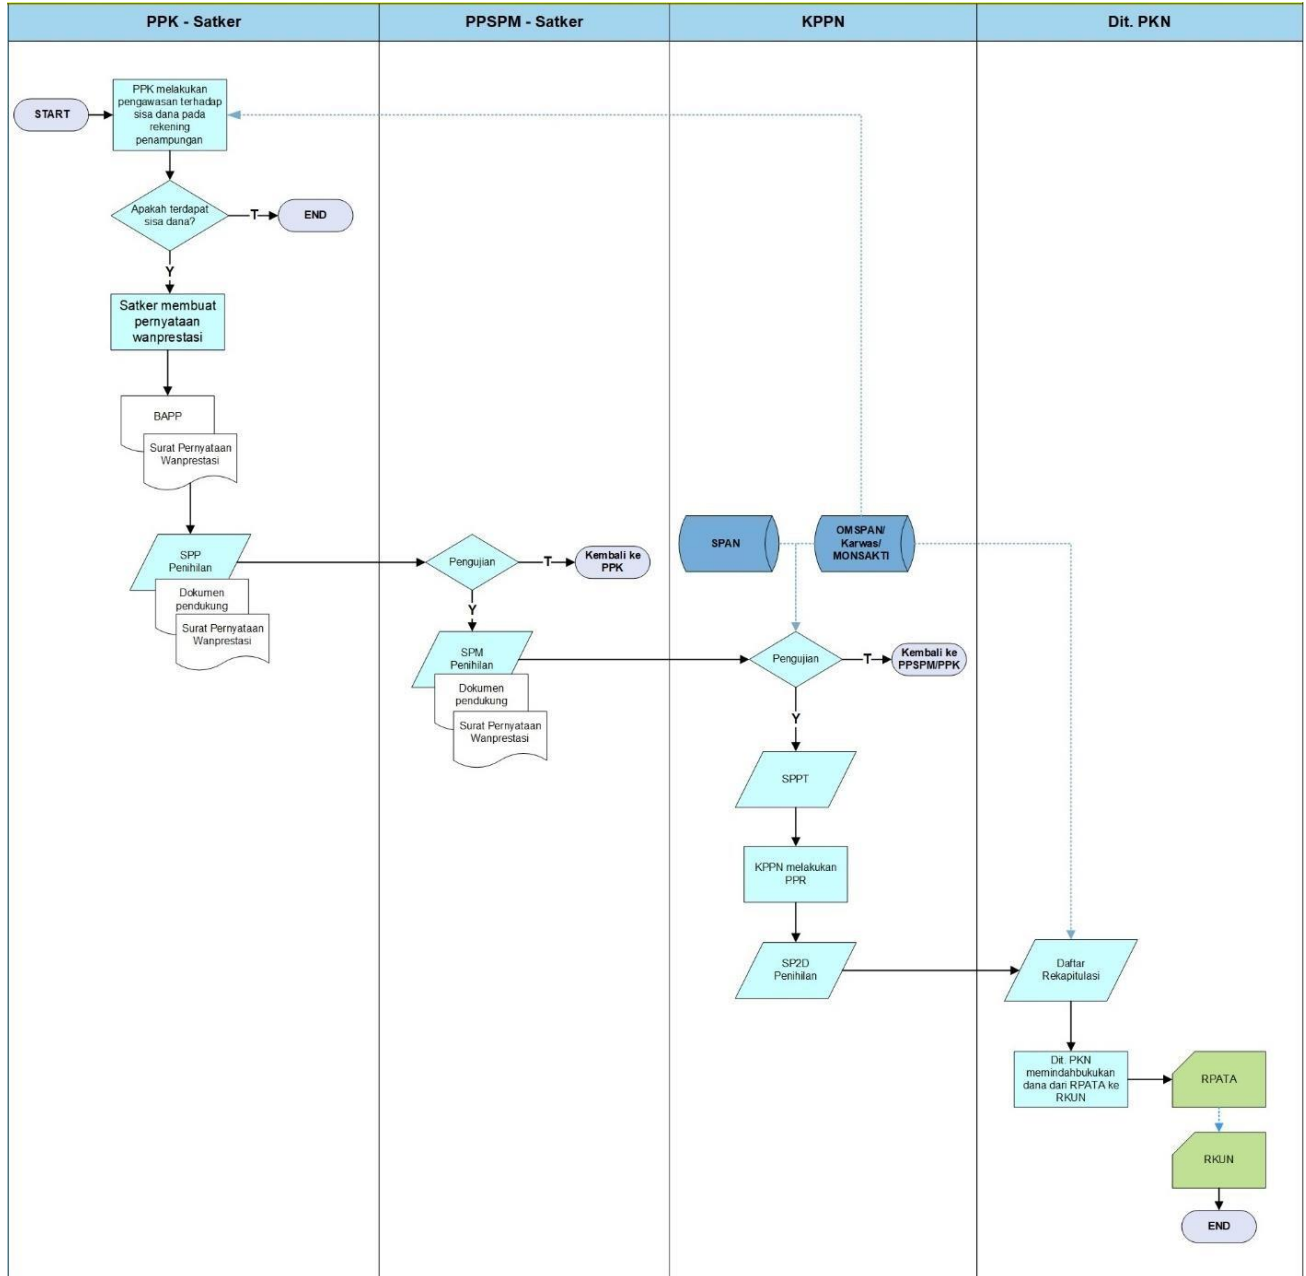 PPK - Satker
PPSPM - Satker
KPPN
Dit. PKN
START
PPK melakukan
pengawasan terhadap
sisa dana pada
rekening
penampungan
Apakah terdapat
sisa dana?
T
END
Y
Satker membuat
pernyataan
wanprestasi
BAPP
Surat Pernyataan
Wanprestasi
SPP
Penihilan
Dokumen
pendukung
Surat Pernyataan
Wanprestasi
Pengujian
T
Kembali ke
PPK
Y
SPM
Penihilan
Dokumen
pendukung
Surat Pernyataan
Wanprestasi
SPAN
OMSPAN/
Karwas/
MONSAKTI
Pengujian
T
Kembali ke
PPSPM/PPK
Y
SPPT
KPPN melakukan
PPR
SP2D
Penihilan
Daftar
Rekapitulasi
Dit. PKN
memindahbukukan
dana dari RPATA ke
RKUN
RPATA
RKUN
END